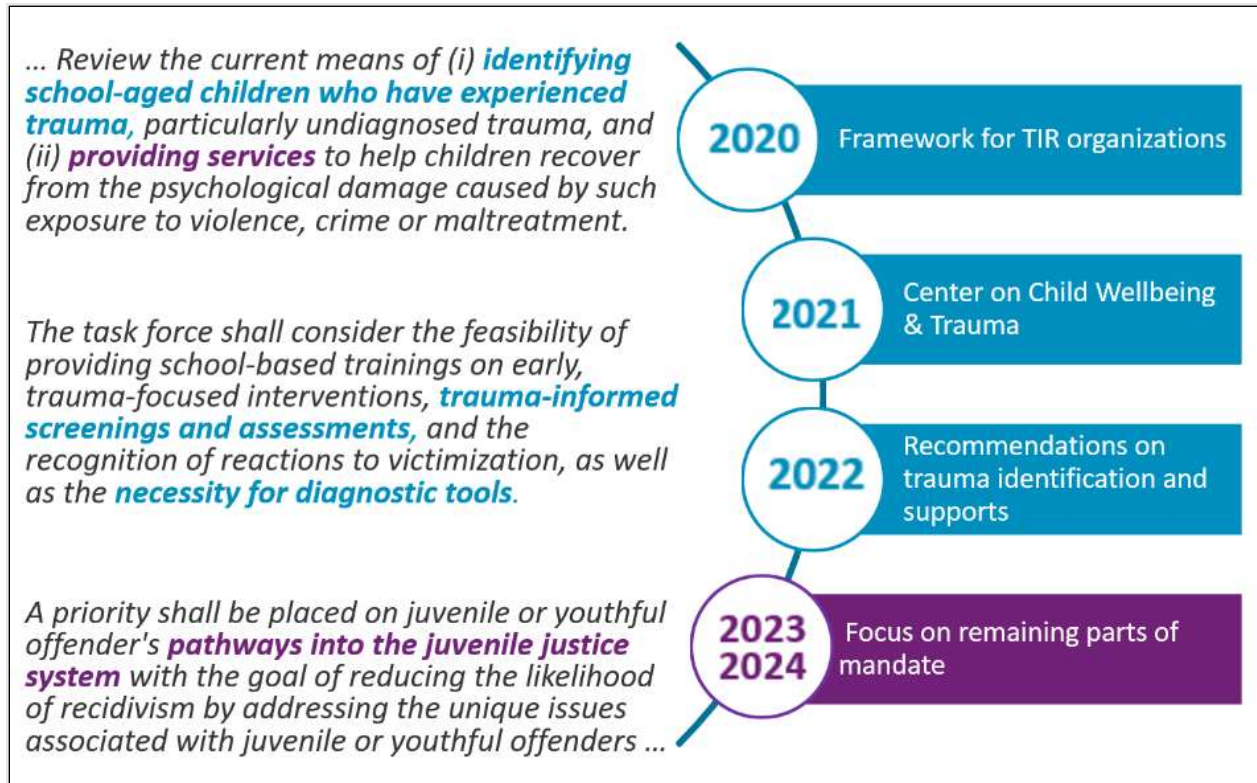 ... Review the current means of (i) identifying
school-aged children who have experienced
trauma, particularly undiagnosed trauma, and
(ii) providing services to help children recover
from the psychological damage caused by such
exposure to violence, crime or maltreatment.
The task force shall consider the feasibility of
providing school-based trainings on early,
trauma-focused interventions, trauma-informed
screenings and assessments, and the
recognition of reactions to victimization, as well
as the necessity for diagnostic tools.
A priority shall be placed on juvenile or youthful
offender's pathways into the juvenile justice
system with the goal of reducing the likelihood
of recidivism by addressing the unique issues
associated with juvenile or youthful offenders ...
2020
Framework for TIR organizations
2021
Center on Child Wellbeing
& Trauma
2022
Recommendations on
trauma identification and
supports
2023
2024
Focus on remaining parts of
mandate